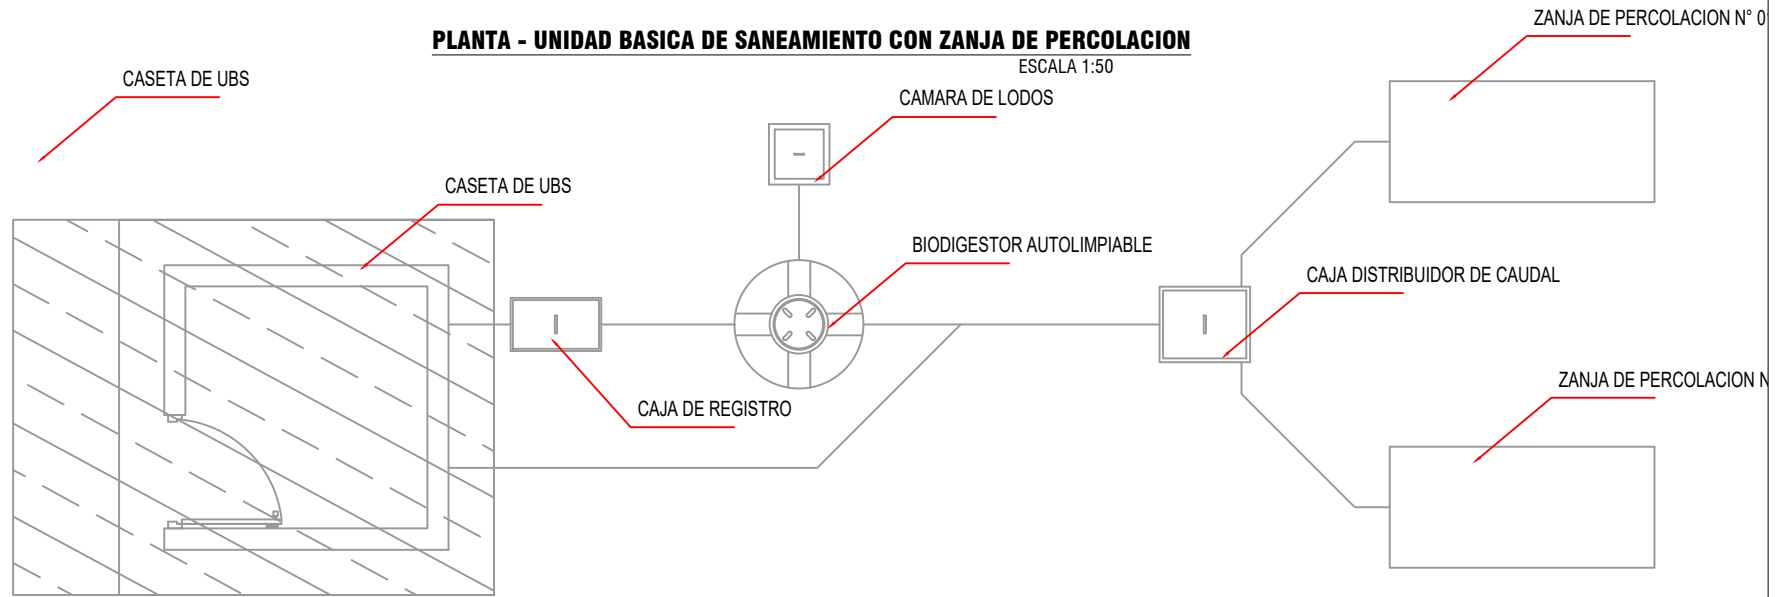 PLANTA - UNIDAD BASICA DE SANEAMIENTO CON ZANJA DE PERCOLACION
ESCALA 1:50
ZANJA DE PERCOLACION N° 0
CASETA DE UBS
CAMARA DE LODOS
CASETA DE UBS
BIODIGESTOR AUTOLIMPIABLE
CAJA DISTRIBUIDOR DE CAUDAL
ZANJA DE PERCOLACION N
CAJA DE REGISTRO